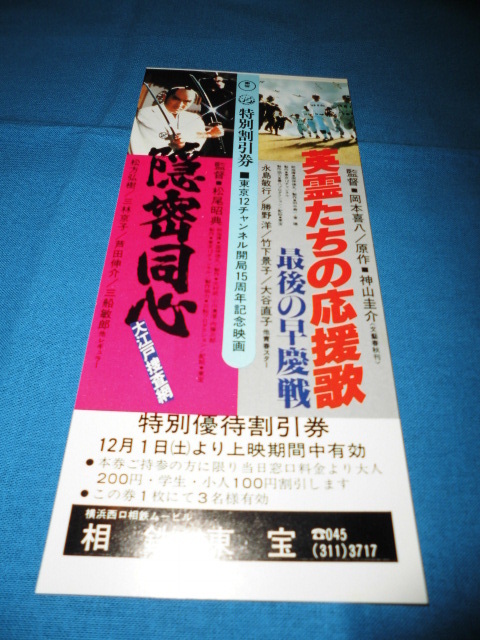 特別割引券■東京12チャンネル開局15周年記念映画
監督■岡本喜八/原作■神山圭介
英霊たちの応援歌
最後の早慶戦
永島敏行/勝野 洋/竹下景子/大谷直子
監督■松尾昭典
隠密同心
大江戸捜査網
松方弘樹/三林京子/芦田伸介/三船敏郎
特別優待割引券
12月1日(土)より上映期間中有効
●本券ご持参の方に限り当日窓口料金より大人
200円・学生・小人100円割引します
●この券1枚にて3名様有効
横浜西口相鉄ムービル
相鉄東宝
☎045
(311)3717